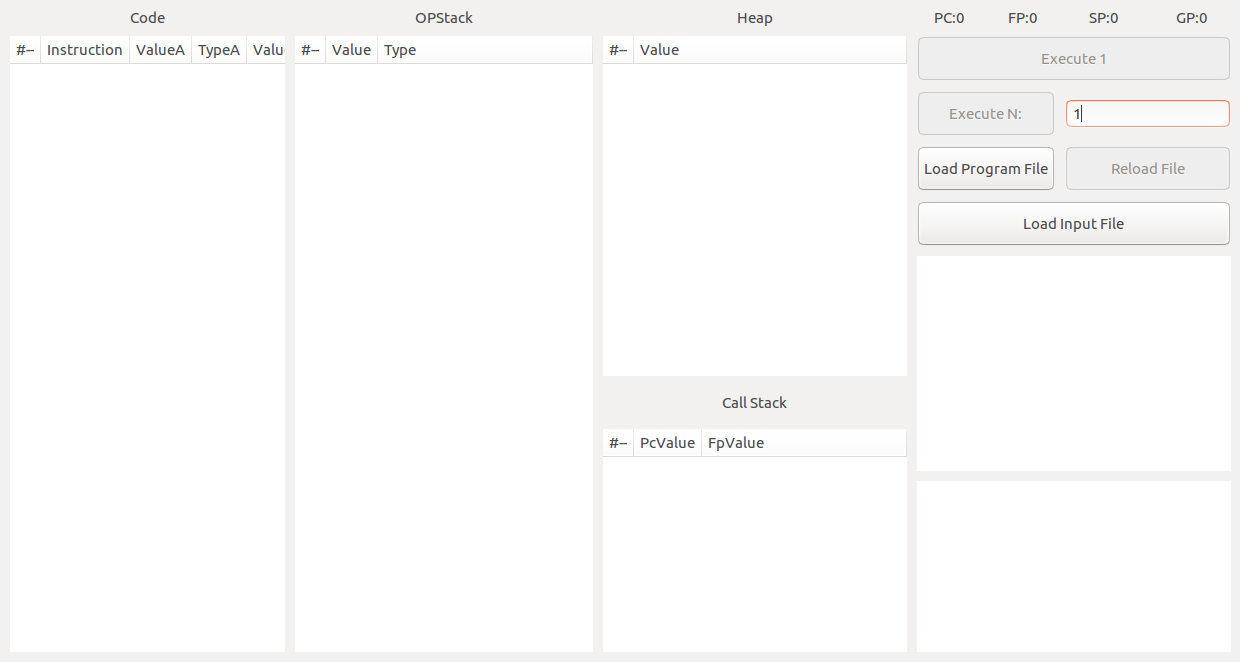 Code
OPStack
Heap
PC:0 FP:0 SP:0 GP:0
#-- Instruction ValueA TypeA Valu
#-- Value Type
#-- Value
Execute 1
Execute N: 1
Load Program File Reload File
Load Input File
Call Stack
#-- PcValue FpValue